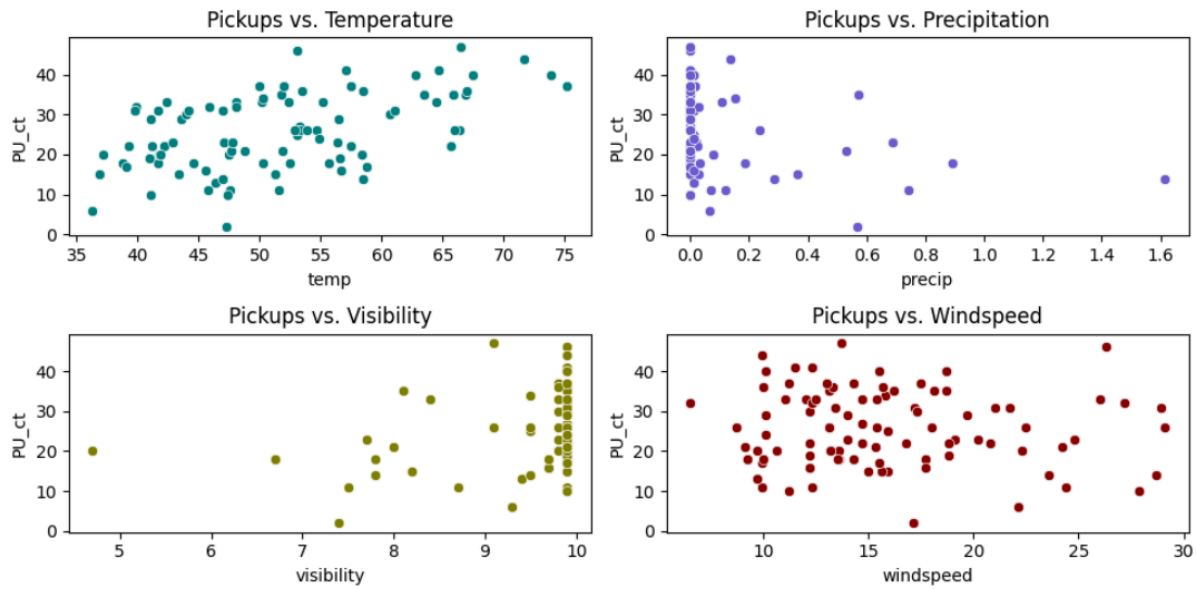 Pickups vs. Temperature
PU_ct
40
30
20
10
0
35 40 45 50 55 60 65 70 75
temp
Pickups vs. Precipitation
PU_ct
40
30
20
10
0
0.0 0.2 0.4 0.6 0.8 1.0 1.2 1.4 1.6
precip
Pickups vs. Visibility
PU_ct
40
30
20
10
0
5 6 7 8 9 10
visibility
Pickups vs. Windspeed
PU_ct
40
30
20
10
0
10 15 20 25 30
windspeed